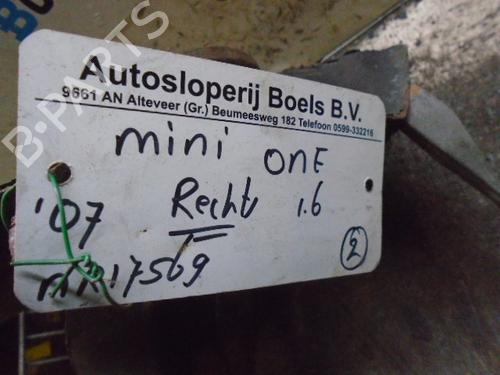 Autosloperij Boels B.V.
9661 AN Alteveer (Gr.) Beumeesweg 182 Telefoon 0599-332216
mini ONE
'07 Recht 1.6
2
B-PARTS